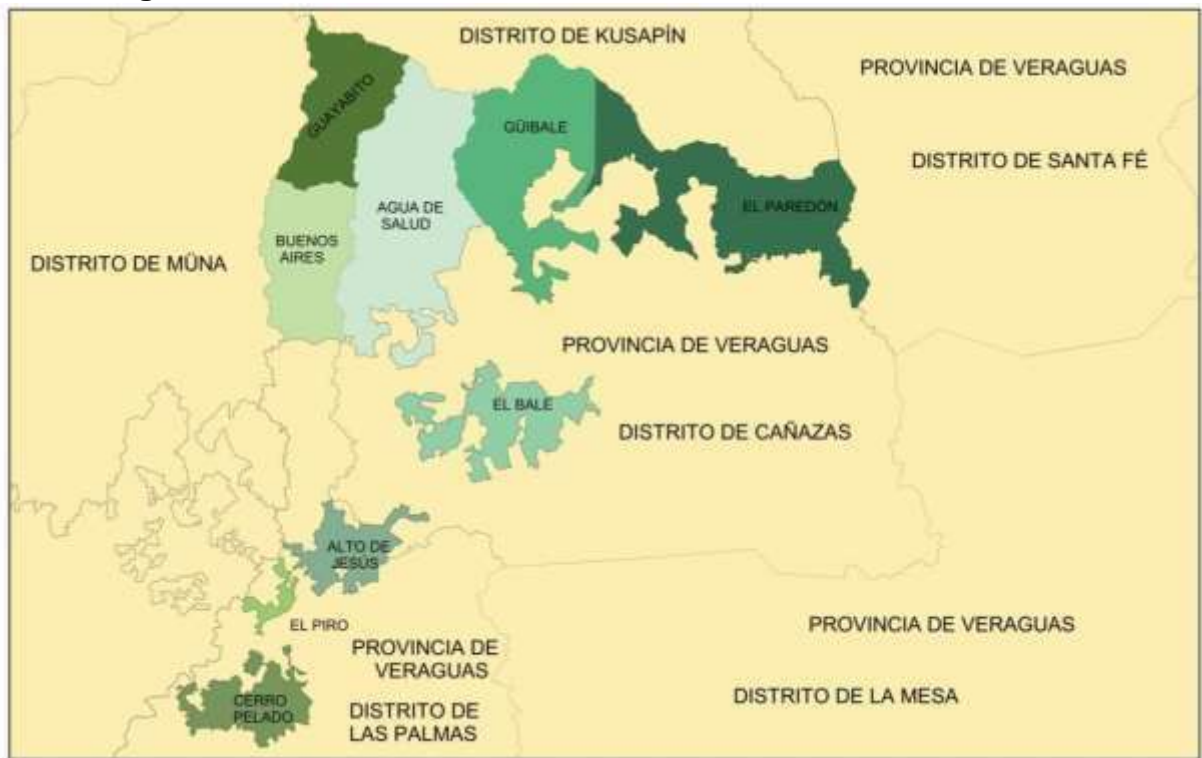 DISTRITO DE KUSAPÍN
PROVINCIA DE VERAGUAS
GUAYABITO
GÜIBALE
DISTRITO DE SANTA FÉ
AGUA DE
SALUD
EL PAREDÓN
BUENOS
AIRES
DISTRITO DE MÜNA
PROVINCIA DE VERAGUAS
EL BALE
DISTRITO DE CAÑAZAS
ALTO DE
JESÚS
EL PIRO
PROVINCIA DE VERAGUAS
PROVINCIA DE
VERAGUAS
CERRO
PELADO
DISTRITO DE LA MESA
DISTRITO DE
LAS PALMAS